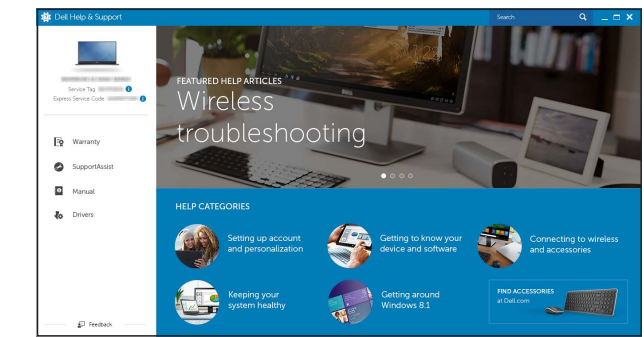 Dell Help & Support
Search
Service Tag
Express Service Code
Warranty
SupportAssist
Manual
Drivers
Feedback
FEATURED HELP ARTICLES
Wireless
troubleshooting
HELP CATEGORIES
Setting up account
and personalization
Getting to know your
device and software
Connecting to wireless
and accessories
Keeping your
system healthy
Getting around
Windows 8.1
FIND ACCESSORIES
at Dell.com